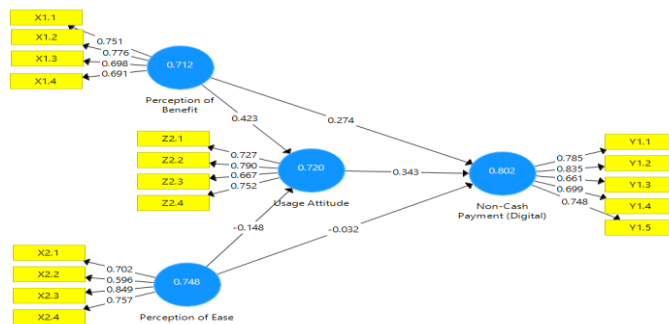 X1.1
X1.2
X1.3
X1.4
0.751
0.776
0.698
0.691
0.712
Perception of
Benefit
0.423
0.274
Z2.1
Z2.2
Z2.3
Z2.4
0.727
0.790
0.667
0.752
0.720
Usage Attitude
0.343
0.802
Non-Cash
Payment (Digital)
0.785
0.835
0.661
0.699
0.748
Y1.1
Y1.2
Y1.3
Y1.4
Y1.5
-0.148
-0.032
X2.1
X2.2
X2.3
X2.4
0.702
0.596
0.849
0.757
0.748
Perception of Ease